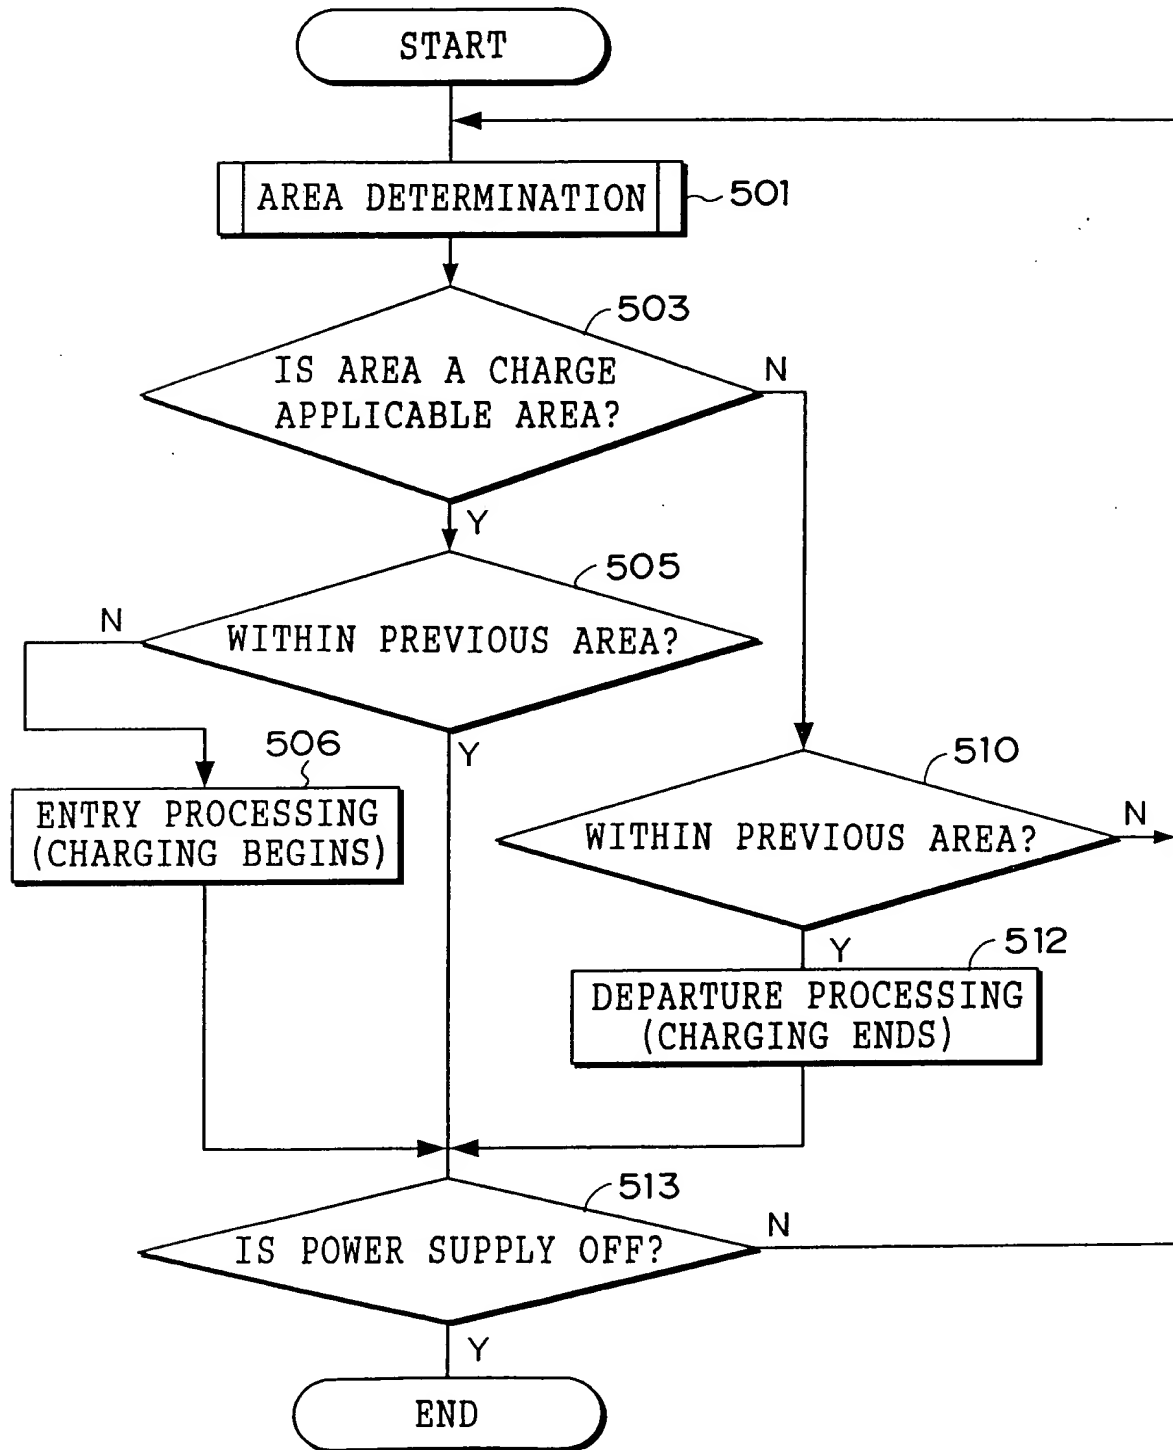 START
AREA DETERMINATION
501
503
IS AREA A CHARGE
APPLICABLE AREA?
N
Y
505
N
WITHIN PREVIOUS AREA?
Y
506
ENTRY PROCESSING
(CHARGING BEGINS)
510
WITHIN PREVIOUS AREA?
N
Y
512
DEPARTURE PROCESSING
(CHARGING ENDS)
513
IS POWER SUPPLY OFF?
N
Y
END